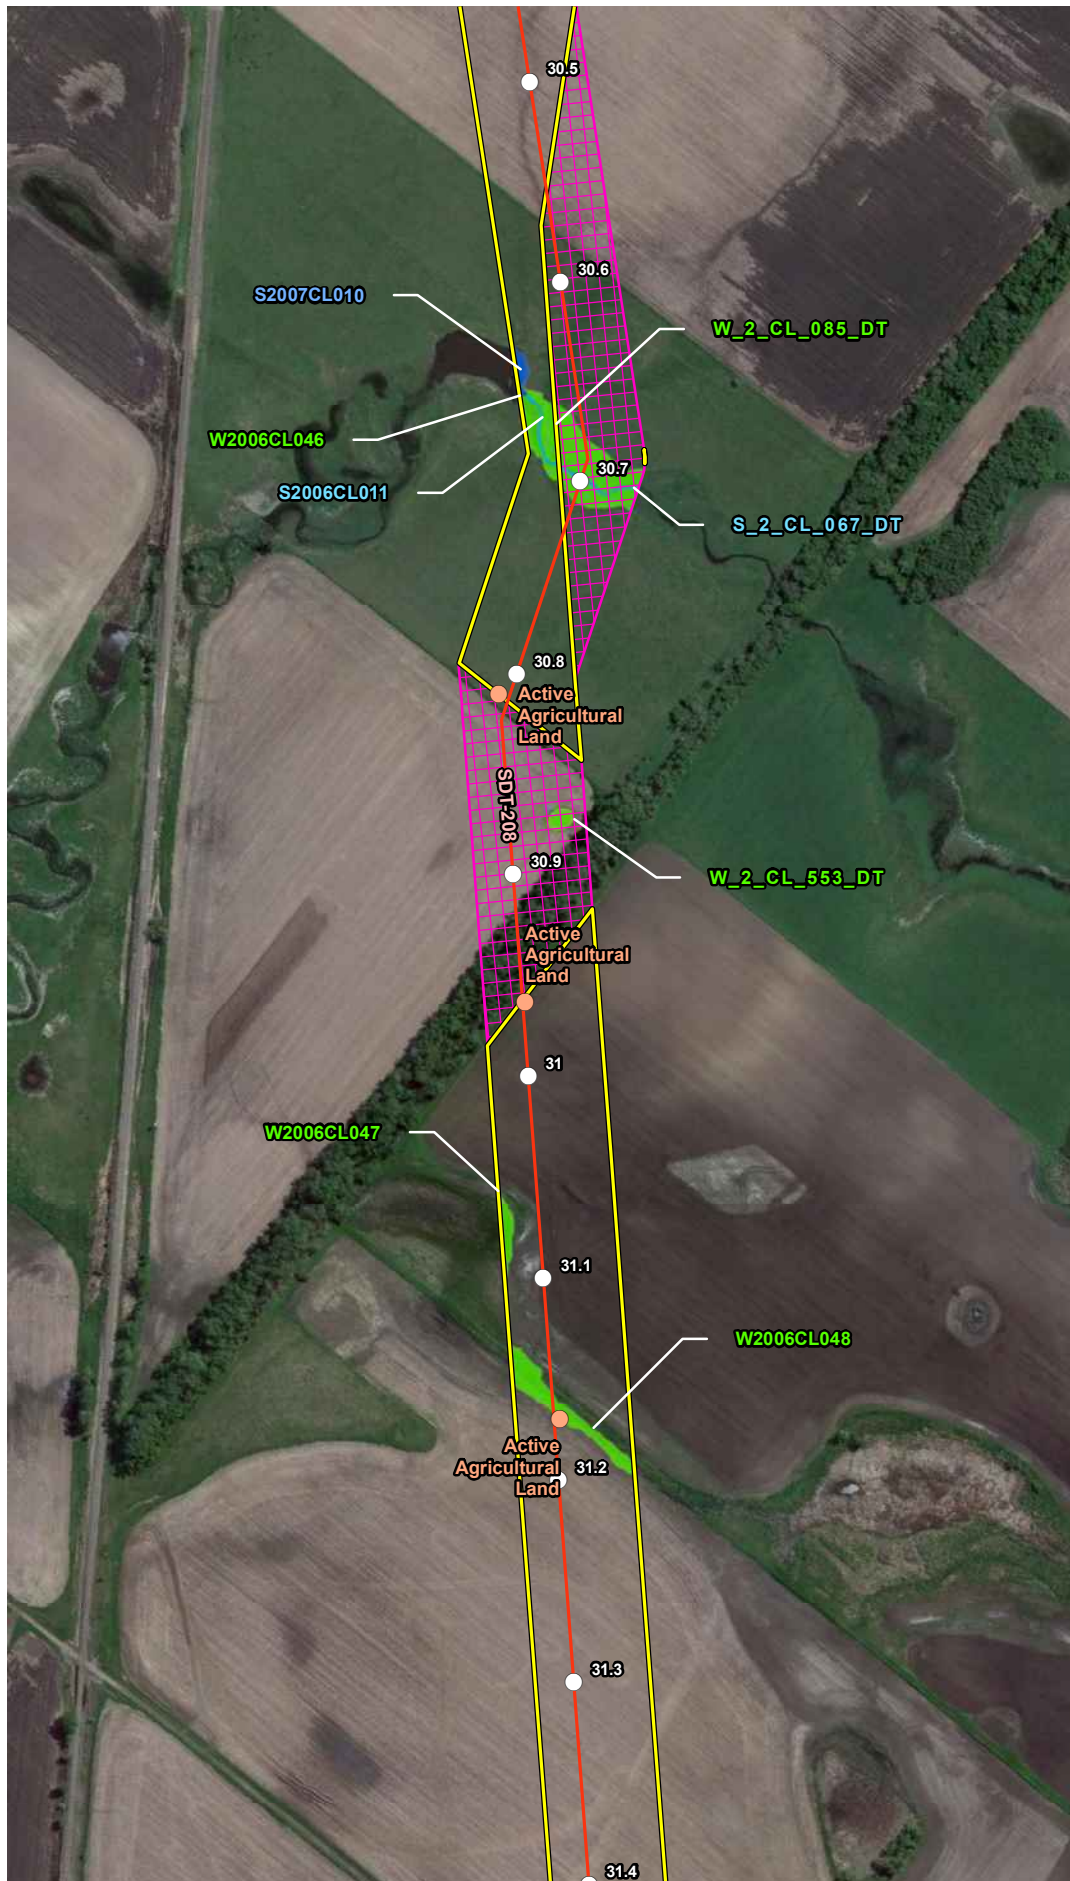 30.5
30.6
S2007CL010
W_2_CL_085_DT
W2006CL046
30.7
S2006CL011
S_2_CL_067_DT
30.8
Active
Agricultural
Land
SDT-208
30.9
W_2_CL_553_DT
Active
Agricultural
Land
31
W2006CL047
31.1
W2006CL048
Active
Agricultural
Land
31.2
31.3
31.4